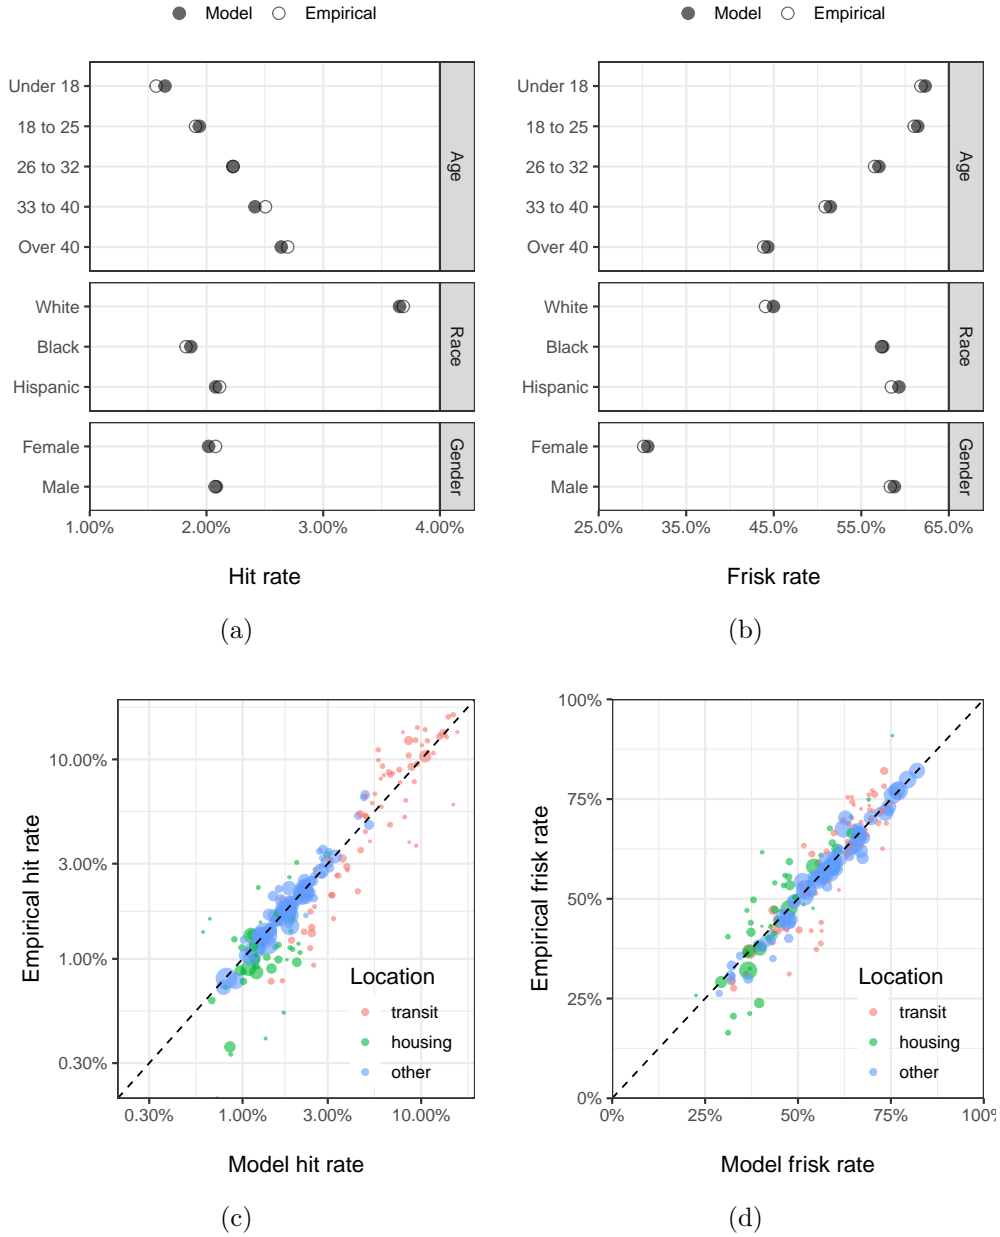 Model Empirical
Under 18
18 to 25
26 to 32
33 to 40
Over 40
Age
White
Black
Hispanic
Race
Female
Male
Gender
1.00% 2.00% 3.00% 4.00%
Hit rate
(a)
Model Empirical
Under 18
18 to 25
26 to 32
33 to 40
Over 40
Age
White
Black
Hispanic
Race
Female
Male
Gender
25.0% 35.0% 45.0% 55.0% 65.0%
Frisk rate
(b)
Empirical hit rate
10.00%
3.00%
1.00%
0.30%
Location
transit
housing
other
0.30% 1.00% 3.00% 10.00%
Model hit rate
(c)
Empirical frisk rate
100%
75%
50%
25%
0%
Location
transit
housing
other
0% 25% 50% 75% 100%
Model frisk rate
(d)